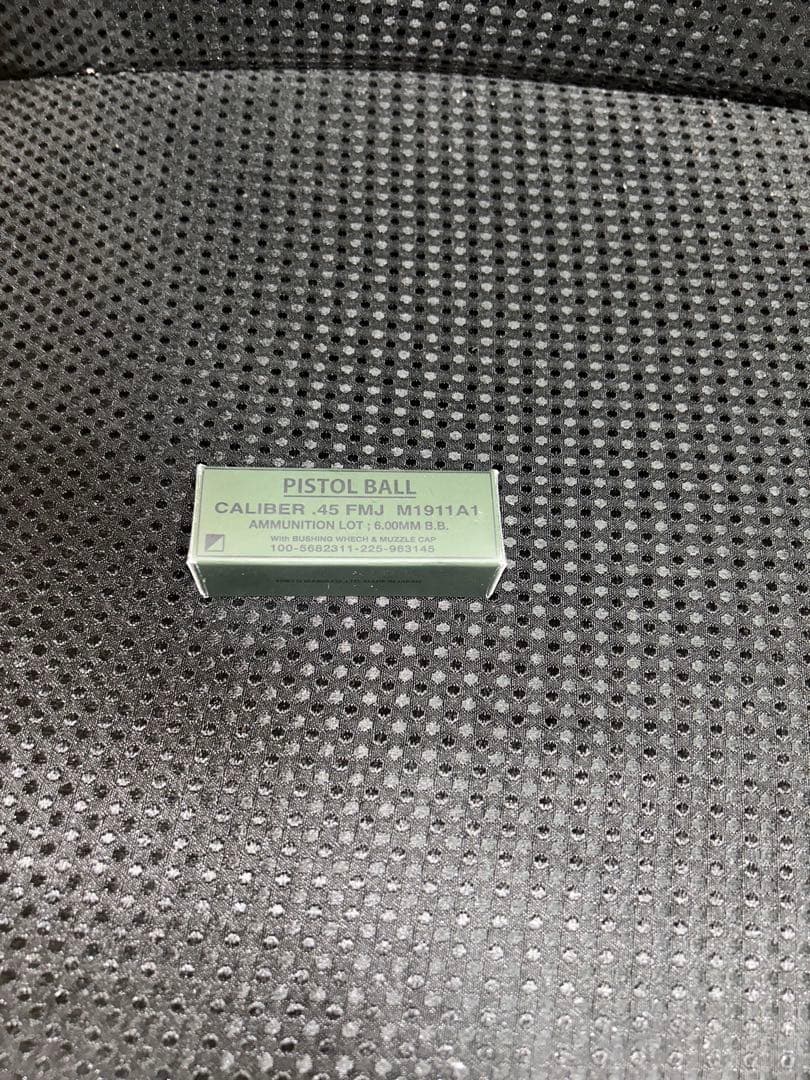 PISTOL BALL
CALIBER .45 FMJ M1911A1
AMMUNITION LOT ; 6.00MM B.B.
With BUSHING WHECH & MUZZLE CAP
100-5682311-225-963145